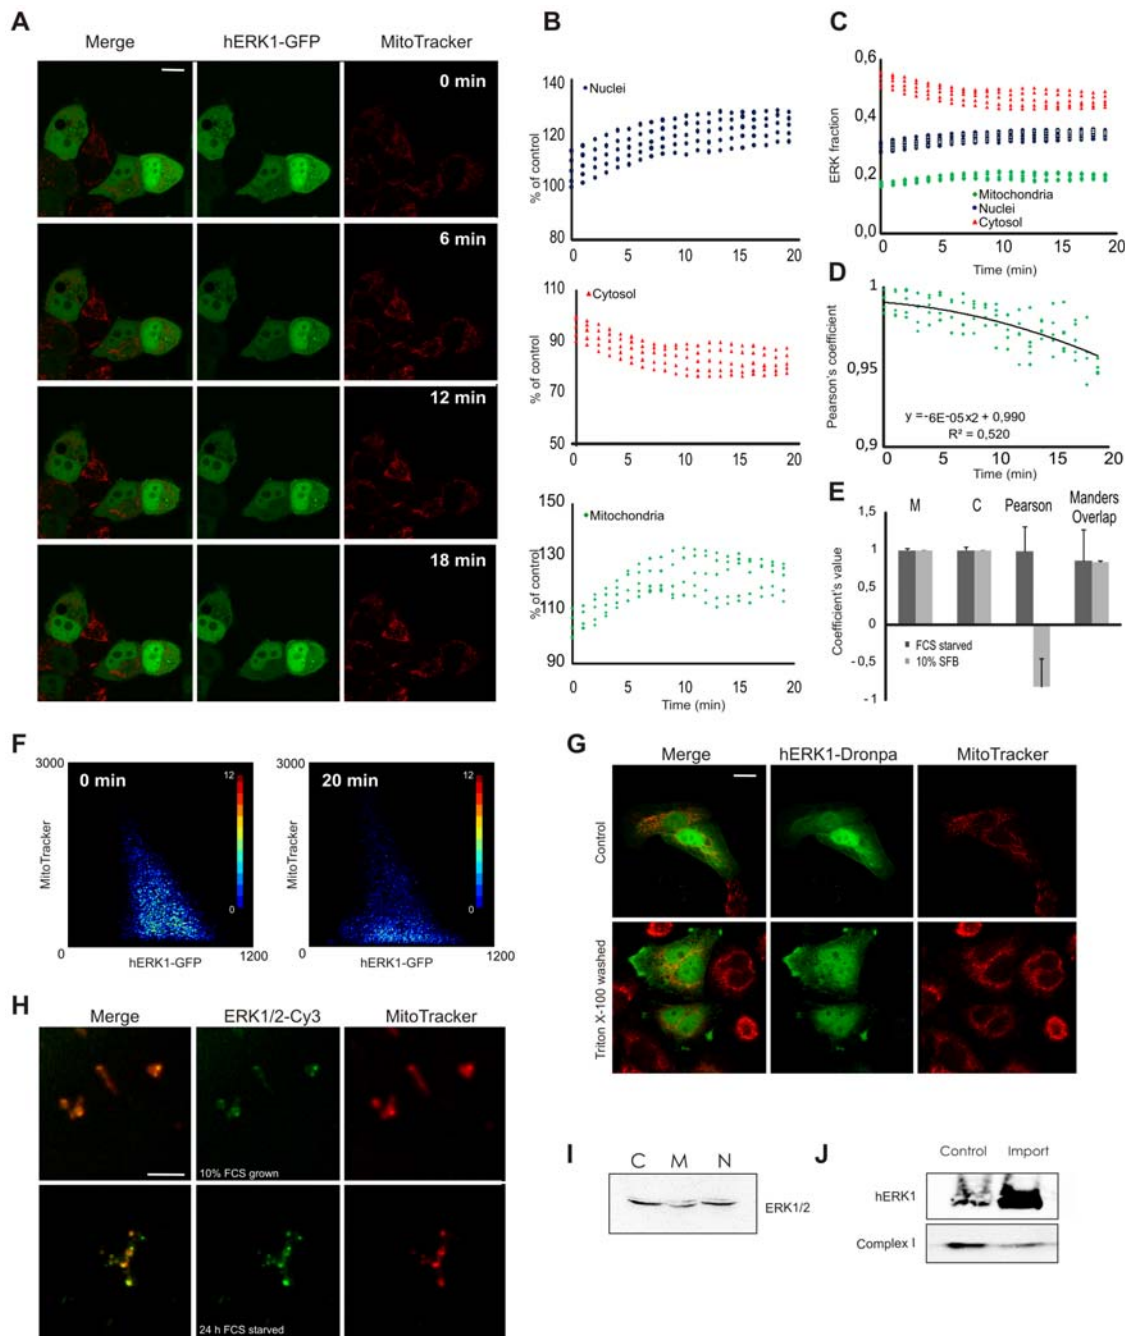 A
Merge
hERK1-GFP
MitoTracker
0 min
6 min
12 min
18 min
B
Nuclei
% of control
140
120
100
80
0
5
10
15
20
Cytosol
% of control
110
90
70
50
0
5
10
15
20
Mitochondria
% of control
150
130
110
90
0
5
10
15
20
Time (min)
C
ERK fraction
0,6
0,4
0,2
0,0
Mitochondria
Nuclei
Cytosol
0
5
10
15
20
Time (min)
D
Pearson's coefficient
1
0,95
0,9
y =-6E-05x2 + 0,990
R² = 0,520
0
5
10
15
20
Time (min)
E
M
C
Pearson
Manders
Overlap
Coefficient's value
1,5
1
0,5
0
-0,5
-1
FCS starved
10% SFB
F
3000
0 min
12
0
MitoTracker
0
1200
hERK1-GFP
3000
20 min
12
0
MitoTracker
0
1200
hERK1-GFP
G
Merge
hERK1-Dronpa
MitoTracker
Control
Triton X-100 washed
H
Merge
ERK1/2-Cy3
MitoTracker
10% FCS grown
24 h FCS starved
I
C M N
ERK1/2
J
Control Import
hERK1
Complex I